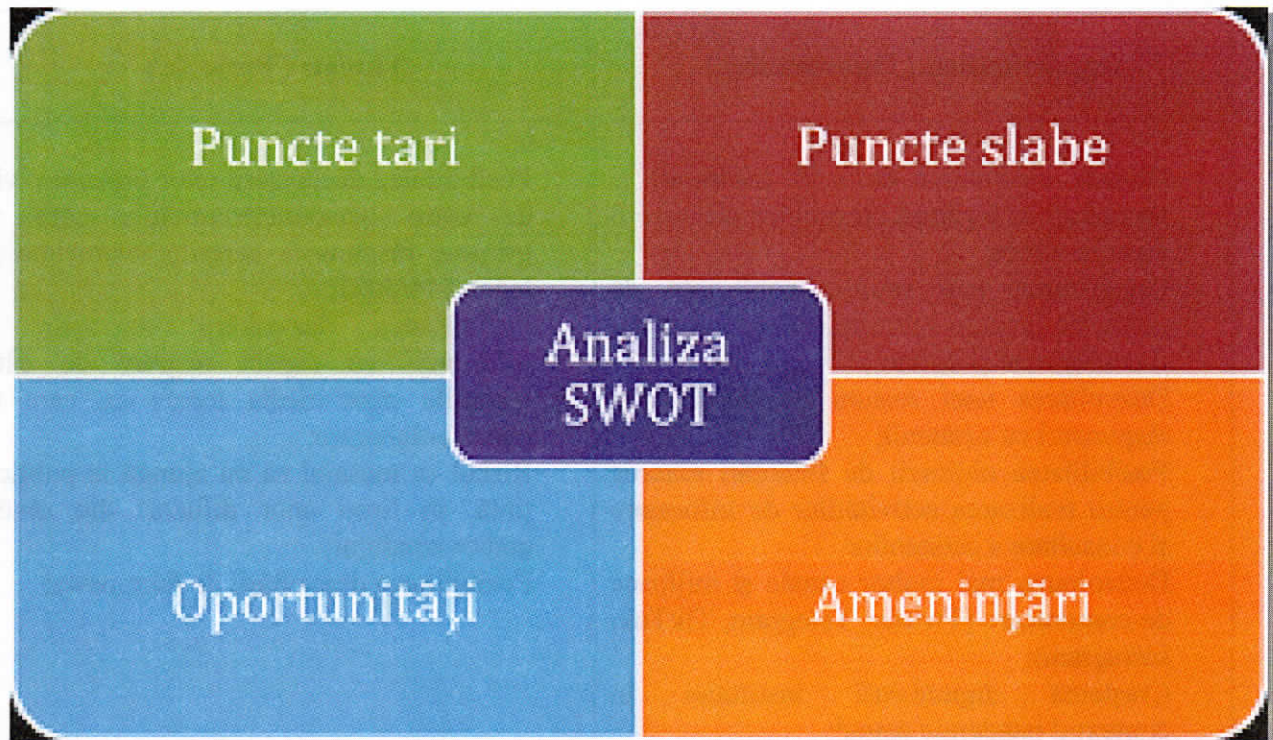 Puncte tari
Puncte slabe
Analiza
SWOT
Oportunităţi
Ameninţări